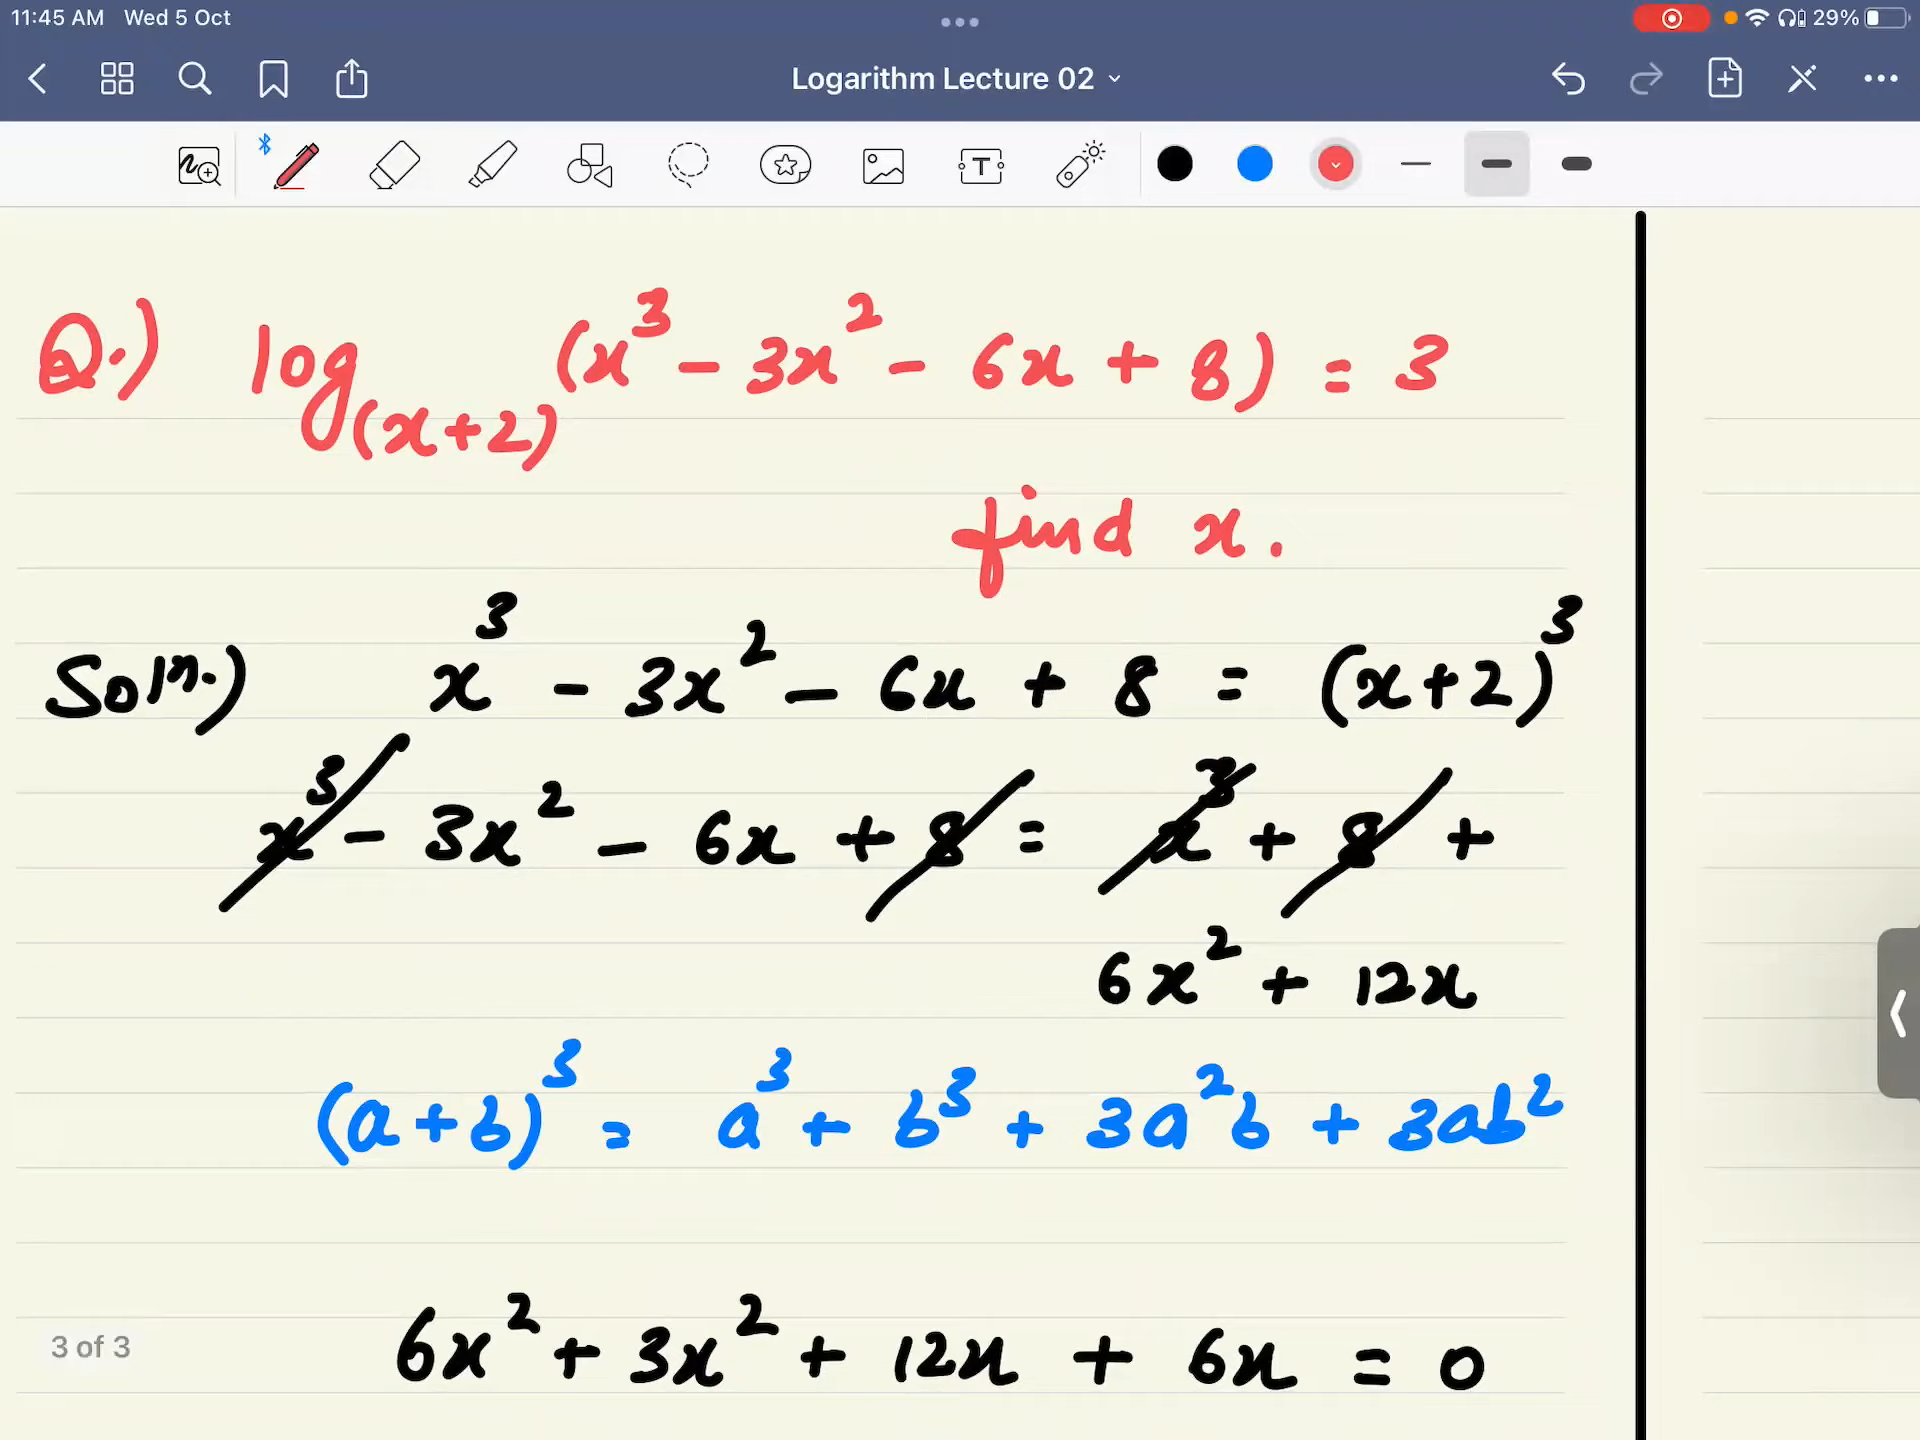 11:45 AM Wed 5 Oct
29%
Logarithm Lecture 02
T
Q.) log₍ₓ₊₂₎ (x³ - 3x² - 6x + 8) = 3
find x.
Soln.) x³ - 3x² - 6x + 8 = (x+2)³
x³ - 3x² - 6x + 8 = x³ + 8 +
6x² + 12x
(a+b)³ = a³ + b³ + 3a²b + 3ab²
6x² + 3x² + 12x + 6x = 0
3 of 3